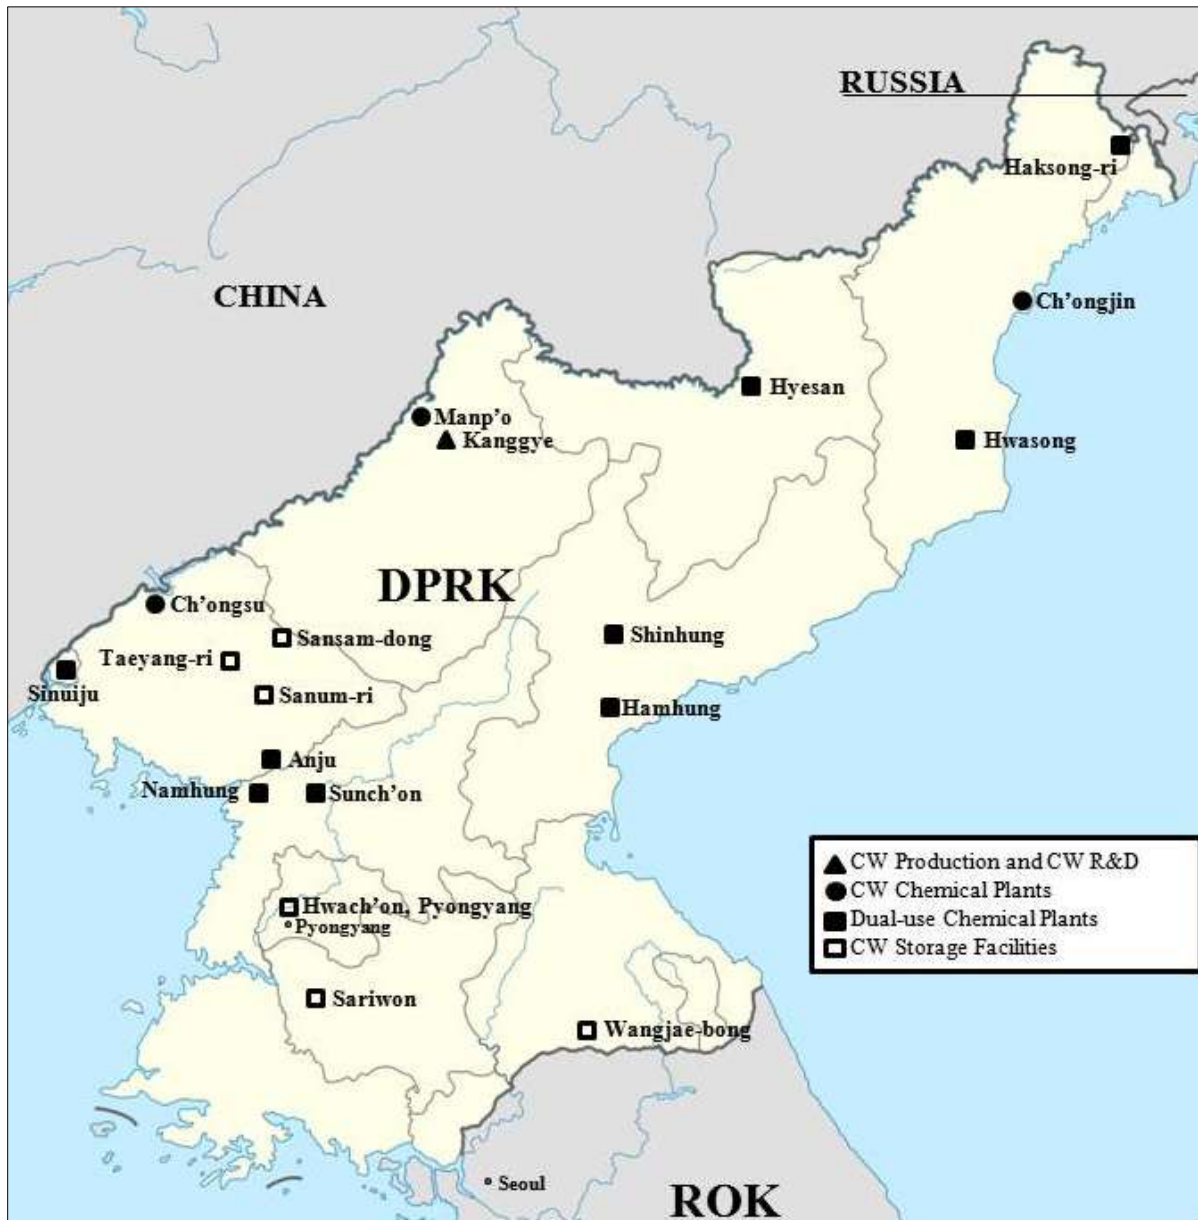 RUSSIA
Haksong-ri
CHINA
Ch'ongjin
Hyesan
Manp'o
Kanggye
Hwasong
DPRK
Ch'ongsu
Sansam-dong
Shinhung
Taeyang-ri
Sinuiju
Sanum-ri
Hamhung
Anju
Namhung
Sunch'on
CW Production and CW R&D
CW Chemical Plants
Dual-use Chemical Plants
CW Storage Facilities
Hwach'on, Pyongyang
Pyongyang
Sariwon
Wangjae-bong
Seoul
ROK